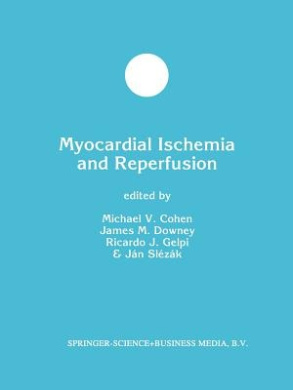 Myocardial Ischemia
and Reperfusion
edited by
Michael V. Cohen
James M. Downey
Ricardo J. Gelpi
& Ján Slézák
SPRINGER-SCIENCE+BUSINESS MEDIA, B.V.